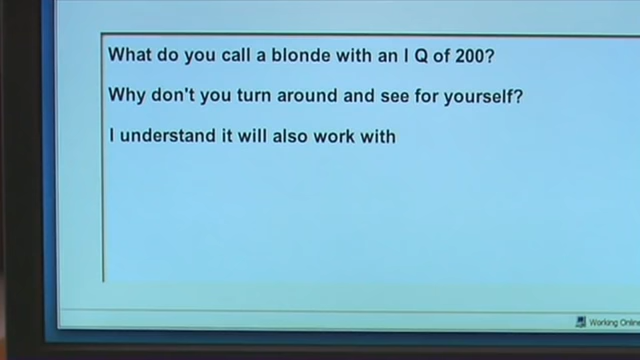 What do you call a blonde with an I Q of 200?
Why don't you turn around and see for yourself?
I understand it will also work with
Working Online